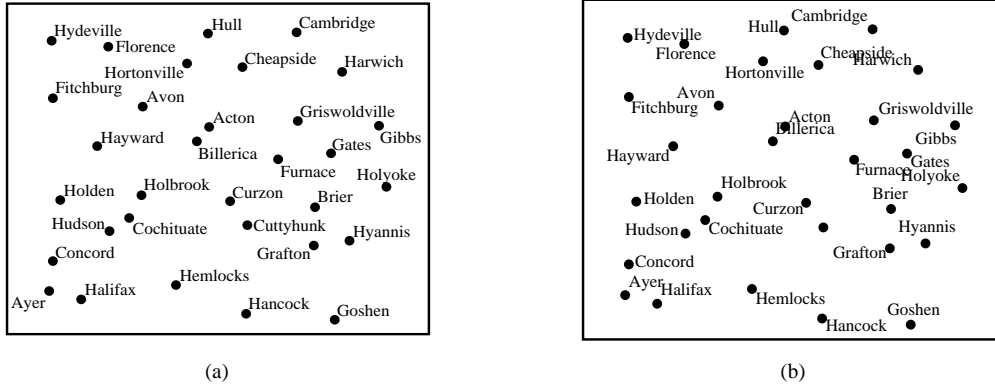 Hydeville
Florence
Hull
Cambridge
Hortonville
Cheapside
Harwich
Fitchburg
Avon
Acton
Griswoldville
Gibbs
Hayward
Billerica
Gates
Furnace
Holyoke
Holden
Holbrook
Curzon
Brier
Hudson
Cochituate
Cuttyhunk
Hyannis
Grafton
Concord
Hemlocks
Ayer
Halifax
Hancock
Goshen
(a)
Cambridge
Hull
Hydeville
Florence
Cheapside
Harwich
Hortonville
Avon
Fitchburg
Griswoldville
Acton
Billerica
Gibbs
Hayward
Gates
Furnace
Holyoke
Holbrook
Brier
Holden
Curzon
Hudson
Cochituate
Hyannis
Grafton
Concord
Ayer
Halifax
Hemlocks
Goshen
Hancock
(b)